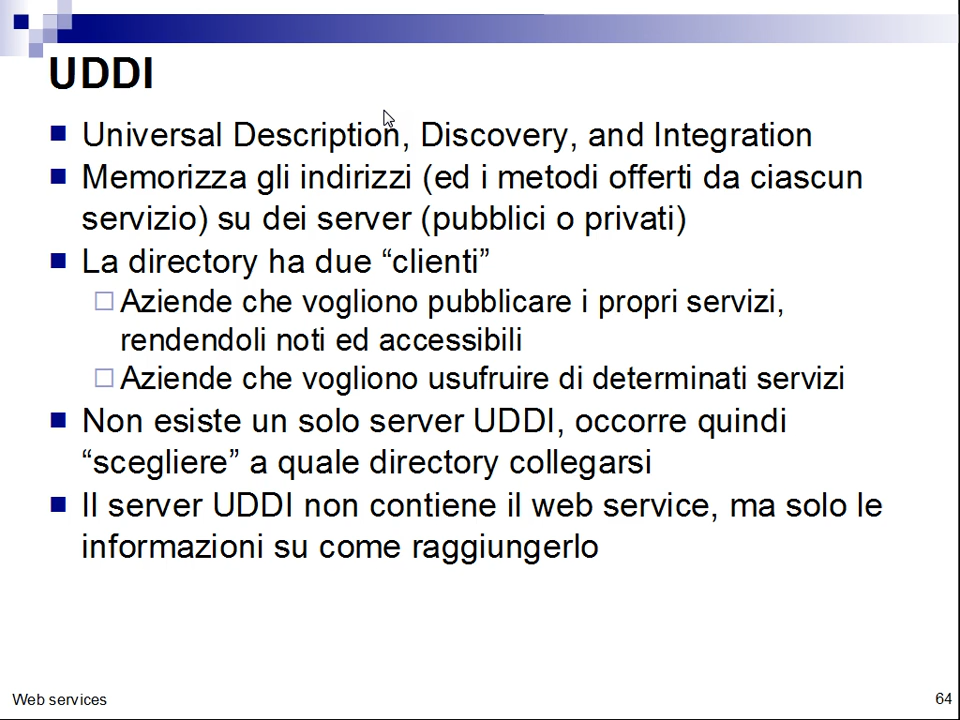 UDDI
Universal Description, Discovery, and Integration
Memorizza gli indirizzi (ed i metodi offerti da ciascun
servizio) su dei server (pubblici o privati)
La directory ha due “clienti”
Aziende che vogliono pubblicare i propri servizi,
rendendoli noti ed accessibili
Aziende che vogliono usufruire di determinati servizi
Non esiste un solo server UDDI, occorre quindi
“scegliere” a quale directory collegarsi
Il server UDDI non contiene il web service, ma solo le
informazioni su come raggiungerlo
Web services
64